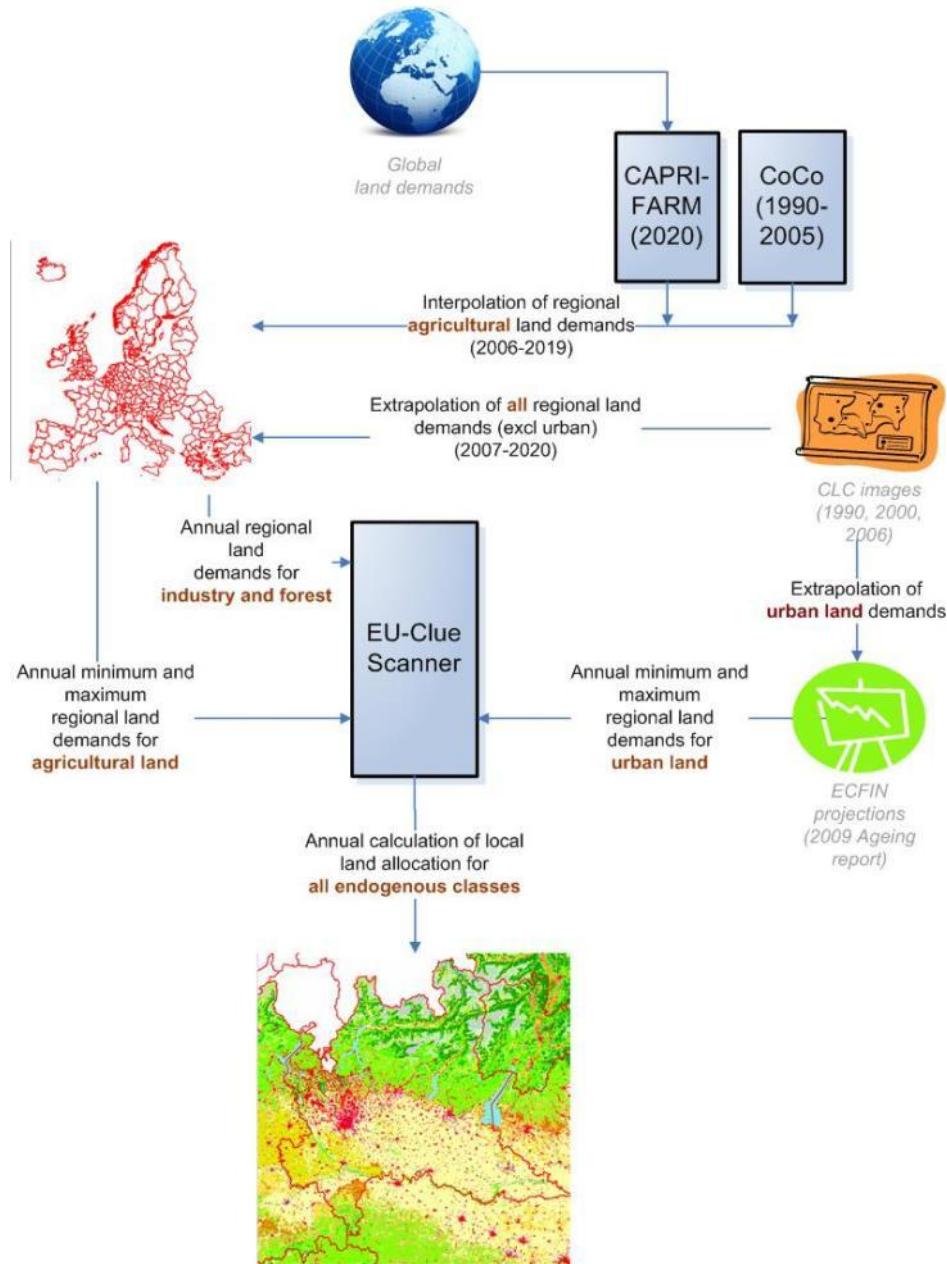 Global
land demands
CAPRI-
FARM
(2020)
CoCo
(1990-
2005)
Interpolation of regional
agricultural land demands
(2006-2019)
Extrapolation of all regional land
demands (excl urban)
(2007-2020)
CLC images
(1990, 2000,
2006)
Annual regional
land
demands for
industry and forest
Extrapolation of
urban land demands
EU-Clue
Scanner
Annual minimum and
maximum
regional land
demands for
agricultural land
Annual minimum and
maximum
regional land
demands for
urban land
ECFIN
projections
(2009 Ageing
report)
Annual calculation of local
land allocation for
all endogenous classes